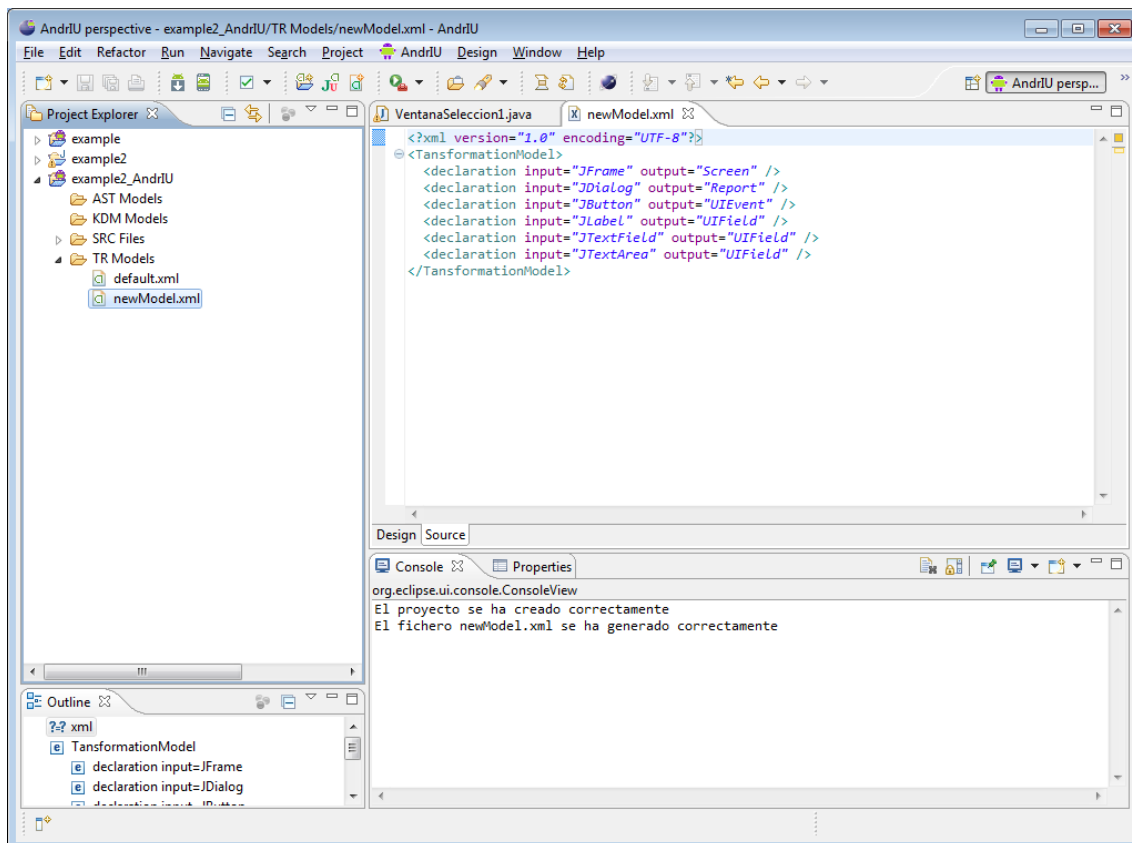 AndrIU perspective - example2_AndrIU/TR Models/newModel.xml - AndrIU
File Edit Refactor Run Navigate Search Project AndrIU Design Window Help
AndrIU persp...
Project Explorer
example
example2
example2_AndrIU
AST Models
KDM Models
SRC Files
TR Models
default.xml
newModel.xml
VentanaSeleccion1.java newModel.xml
<?xml version="1.0" encoding="UTF-8"?>
<TansformationModel>
<declaration input="JFrame" output="Screen" />
<declaration input="JDialog" output="Report" />
<declaration input="JButton" output="UIEvent" />
<declaration input="JLabel" output="UIField" />
<declaration input="JTextField" output="UIField" />
<declaration input="JTextArea" output="UIField" />
</TansformationModel>
Design Source
Console Properties
org.eclipse.ui.console.ConsoleView
El proyecto se ha creado correctamente
El fichero newModel.xml se ha generado correctamente
Outline
?=? xml
TansformationModel
declaration input=JFrame
declaration input=JDialog
declaration input=JButton